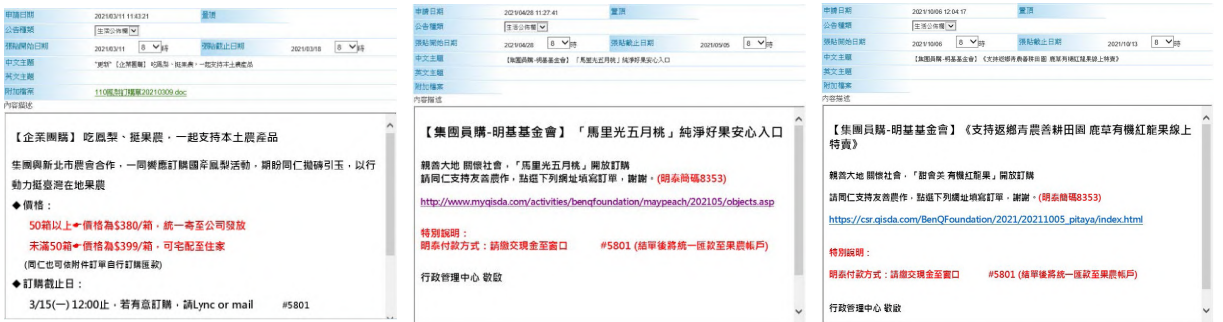 申請日期 2021/03/11 11:43:21 置頂
公告種類 生活公佈欄
張貼開始日期 2021/03/11 8 時 張貼截止日期 2021/03/18 8 時
中文主題 "更新" 【企業團購】 吃鳳梨、挺果農，一起支持本土農產品
英文主題
附加檔案 110鳳梨訂購單20210309.doc
內容描述
【企業團購】 吃鳳梨、挺果農，一起支持本土農產品
集團與新北市農會合作，一同響應訂購國產鳳梨活動，期盼同仁拋磚引玉，以行
動力挺臺灣在地果農
◆價格：
50箱以上☛價格為$380/箱，統一寄至公司發放
未滿50箱☛價格為$399/箱，可宅配至住家
(同仁也可依附件訂單自行訂購匯款)
◆訂購截止日：
3/15(一) 12:00止，若有意訂購，請Lync or mail #5801
申請日期 2021/04/28 11:27:41 置頂
公告種類 生活公佈欄
張貼開始日期 2021/04/28 8 時 張貼截止日期 2021/05/05 8 時
中文主題 【集團員購-明基基金會】 「馬里光五月桃」純淨好果安心入口
英文主題
附加檔案
內容描述
【集團員購-明基基金會】 「馬里光五月桃」純淨好果安心入口
親善大地 關懷社會，「馬里光五月桃」開放訂購
請同仁支持友善農作，點選下列網址填寫訂單，謝謝。(明泰簡碼8353)
http://www.myqisda.com/activities/benqfoundation/maypeach/202105/objects.asp
特別說明：
明泰付款方式：請繳交現金至窗口 #5801 (結單後將統一匯款至果農帳戶)
行政管理中心 敬啟
申請日期 2021/10/06 12:04:17 置頂
公告種類 生活公佈欄
張貼開始日期 2021/10/06 8 時 張貼截止日期 2021/10/13 8 時
中文主題 【集團員購-明基基金會】《支持返鄉青農善耕田園 鹿草有機紅龍果線上特賣》
英文主題
附加檔案
內容描述
【集團員購-明基基金會】《支持返鄉青農善耕田園 鹿草有機紅龍果線上
特賣》
親善大地 關懷社會，「甜會美 有機紅龍果」開放訂購
請同仁支持友善農作，點選下列網址填寫訂單，謝謝。(明泰簡碼8353)
https://csr.qisda.com/BenQFoundation/2021/20211005_pitaya/index.html
特別說明：
明泰付款方式：請繳交現金至窗口 #5801 (結單後將統一匯款至果農帳戶)
行政管理中心 敬啟